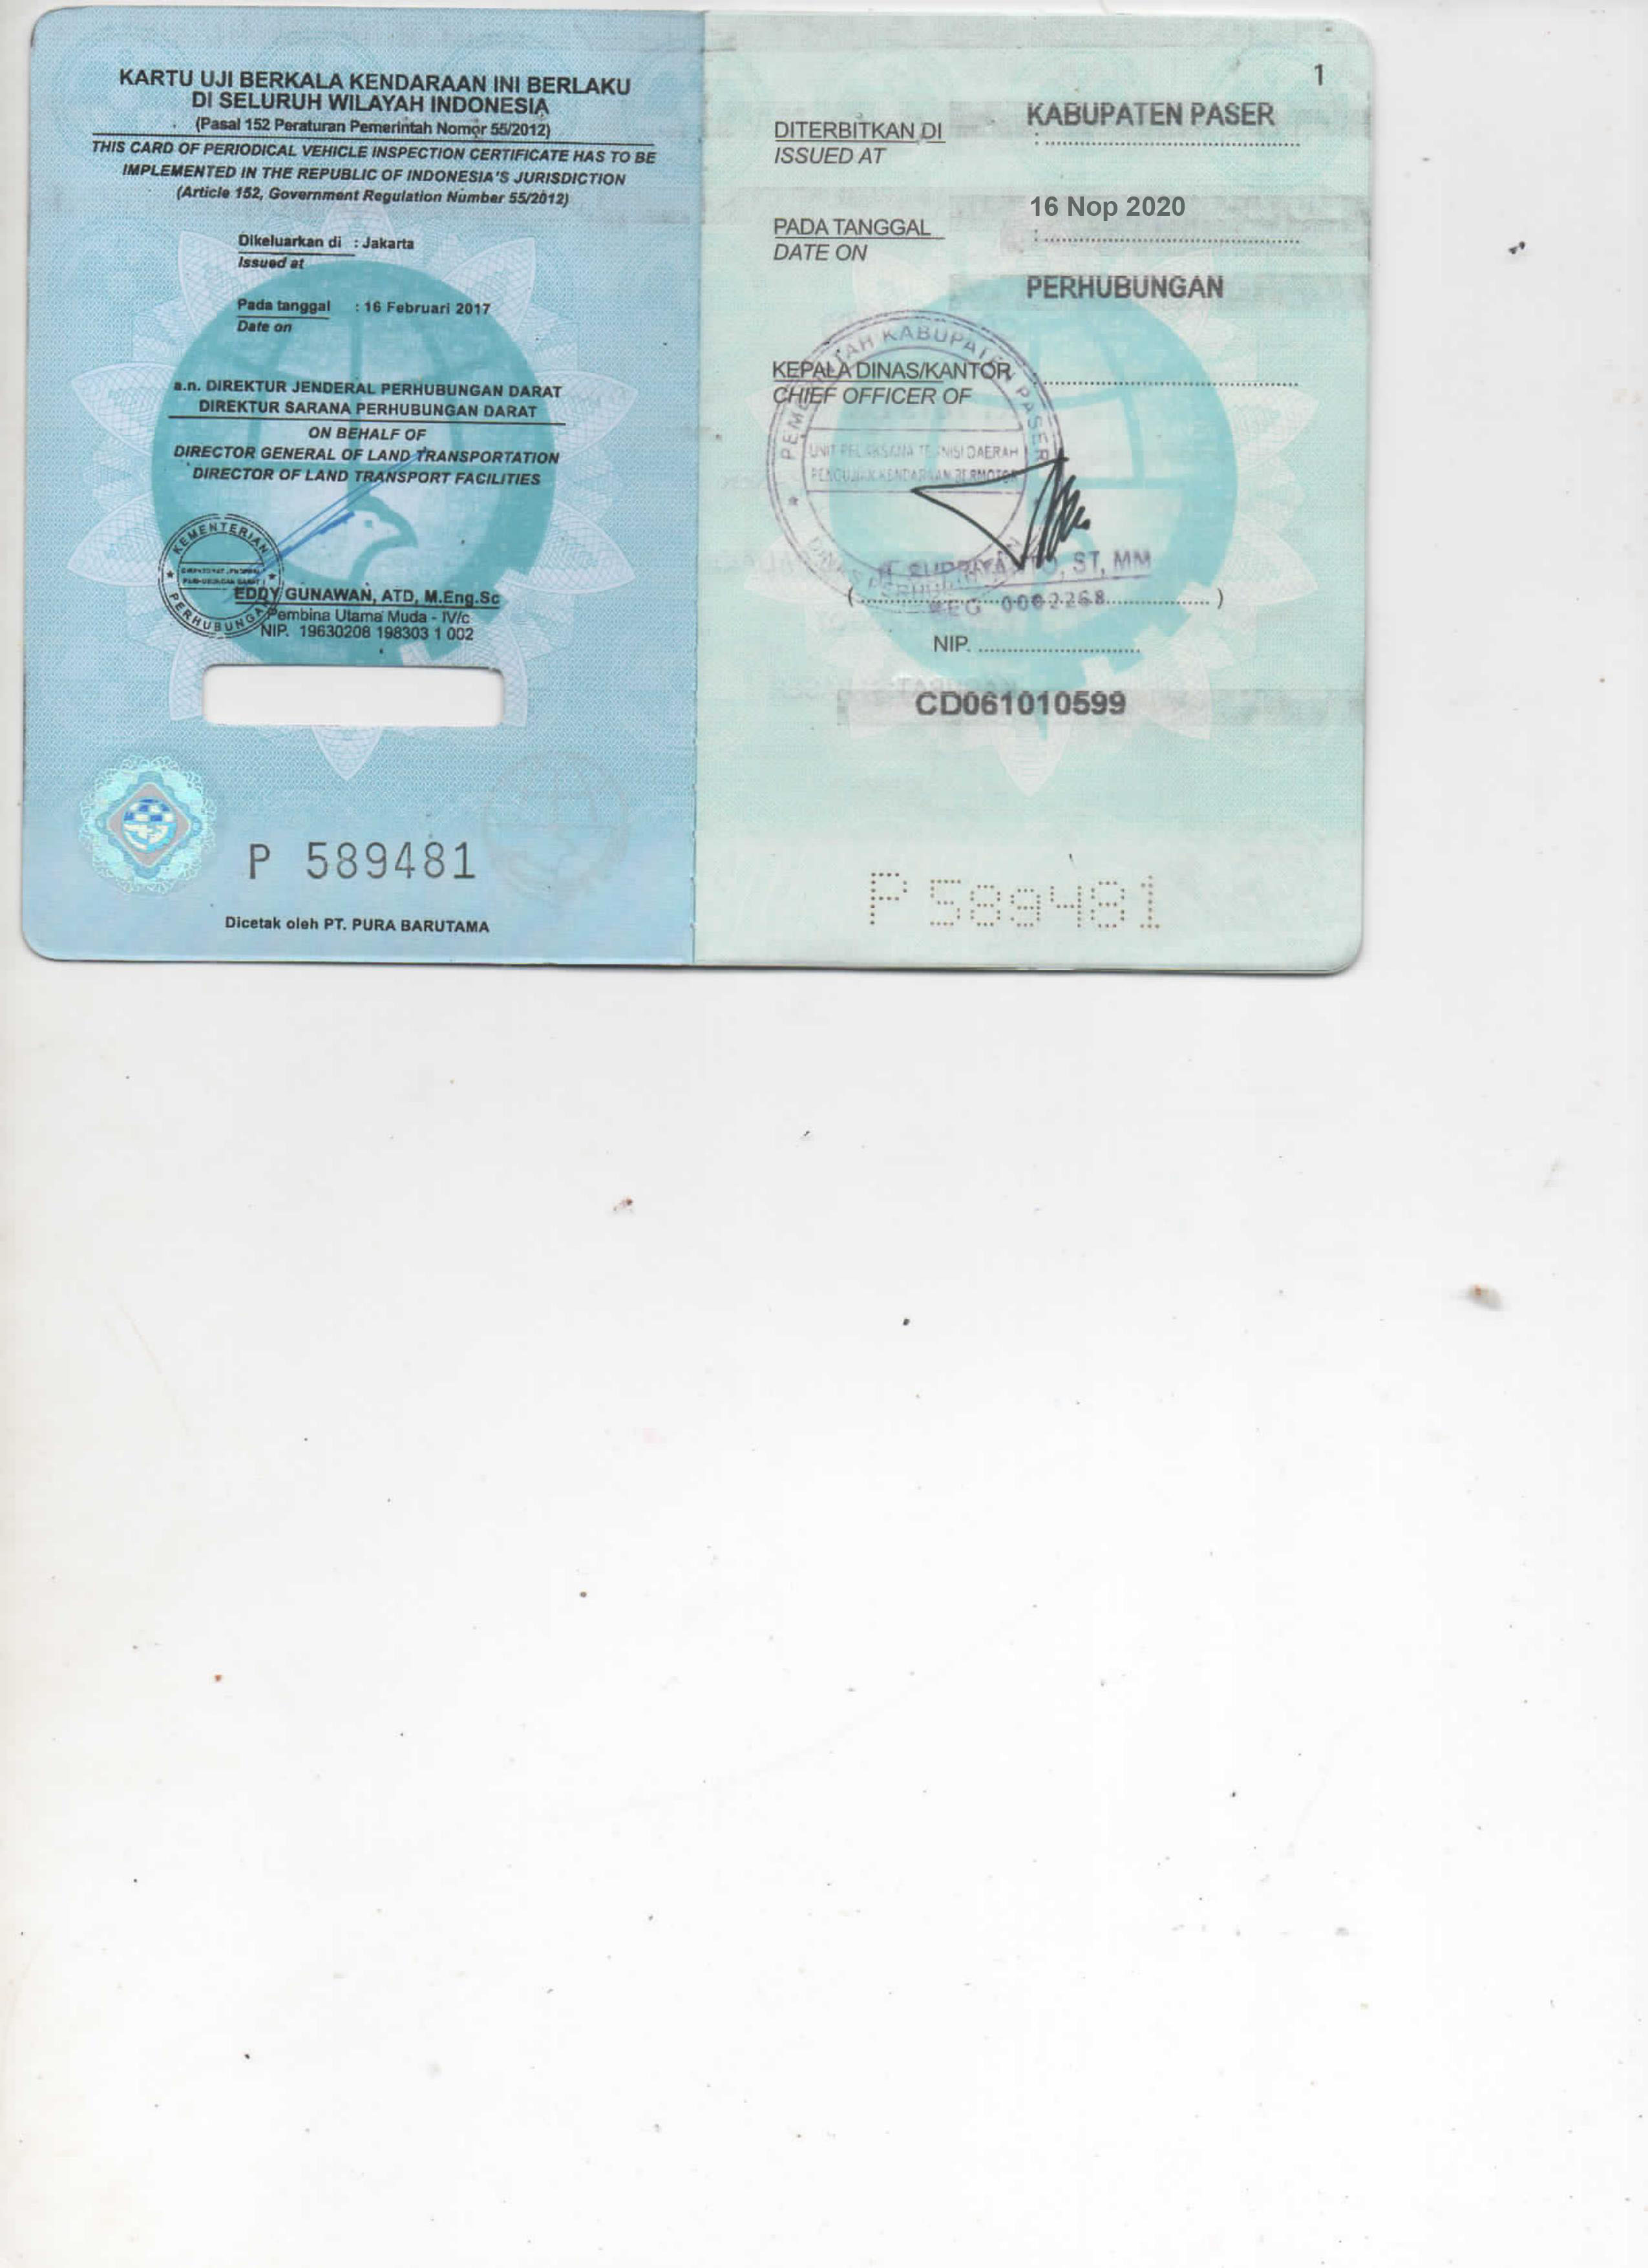 KARTU UJI BERKALA KENDARAAN INI BERLAKU
DI SELURUH WILAYAH INDONESIA
(Pasal 152 Peraturan Pemerintah Nomor 55/2012)
THIS CARD OF PERIODICAL VEHICLE INSPECTION CERTIFICATE HAS TO BE
IMPLEMENTED IN THE REPUBLIC OF INDONESIA'S JURISDICTION
(Article 152, Government Regulation Number 55/2012)
Dikeluarkan di : Jakarta
Issued at
Pada tanggal : 16 Februari 2017
Date on
a.n. DIREKTUR JENDERAL PERHUBUNGAN DARAT
DIREKTUR SARANA PERHUBUNGAN DARAT
ON BEHALF OF
DIRECTOR GENERAL OF LAND TRANSPORTATION
DIRECTOR OF LAND TRANSPORT FACILITIES
KEMENTERIAN
PERHUBUNGAN
EDDY GUNAWAN, ATD, M.Eng.Sc
Pembina Utama Muda - IV/c
NIP. 19630208 198303 1 002
P 589481
Dicetak oleh PT. PURA BARUTAMA
1
DITERBITKAN DI : KABUPATEN PASER
ISSUED AT
PADA TANGGAL : 16 Nop 2020
DATE ON
PERHUBUNGAN
KEPALA DINAS/KANTOR
CHIEF OFFICER OF
PEMERINTAH KABUPATEN PASER
UNIT PELAKSANA TEKNIS DAERAH
PENGUJIAN KENDARAAN BERMOTOR
SUPRIYANTO, ST, MM
(..........)
REG 0002268
NIP. ..........
CD061010599
P 589481